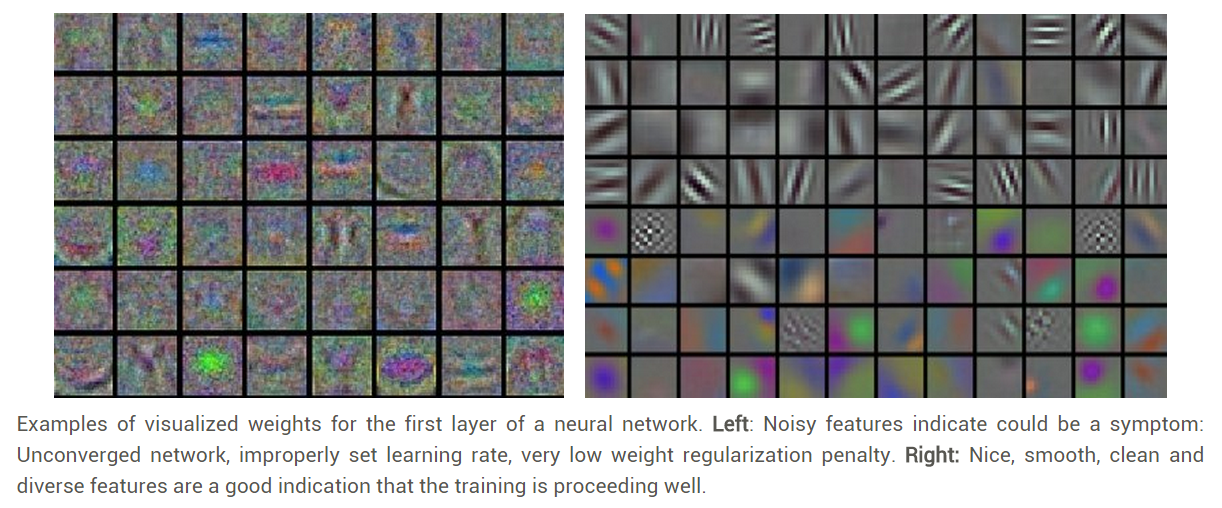 Examples of visualized weights for the first layer of a neural network. Left: Noisy features indicate could be a symptom:
Unconverged network, improperly set learning rate, very low weight regularization penalty. Right: Nice, smooth, clean and
diverse features are a good indication that the training is proceeding well.